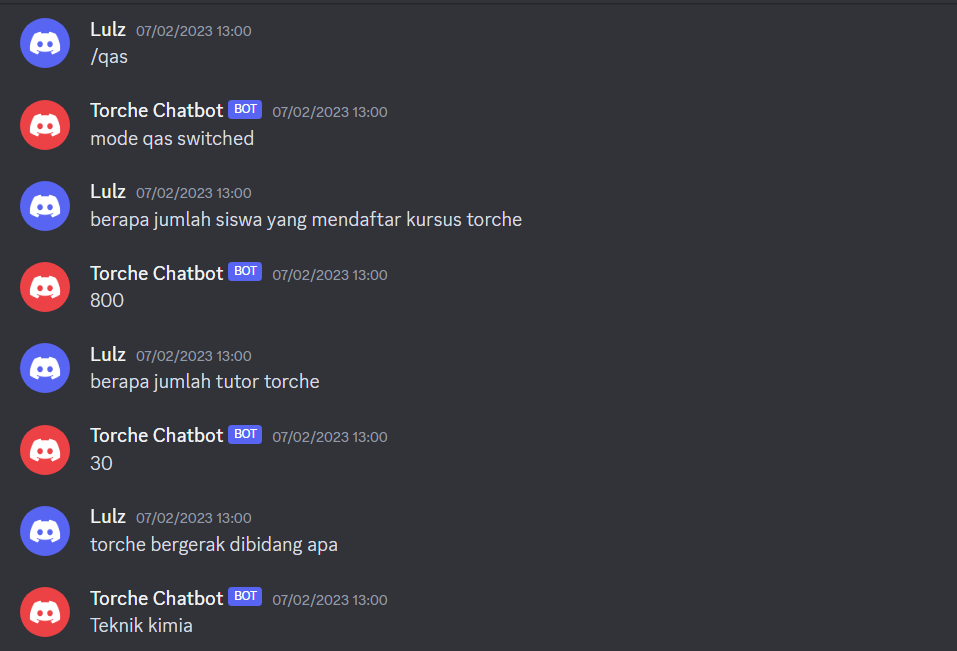 Lulz 07/02/2023 13:00
/qas
Torche Chatbot BOT 07/02/2023 13:00
mode qas switched
Lulz 07/02/2023 13:00
berapa jumlah siswa yang mendaftar kursus torche
Torche Chatbot BOT 07/02/2023 13:00
800
Lulz 07/02/2023 13:00
berapa jumlah tutor torche
Torche Chatbot BOT 07/02/2023 13:00
30
Lulz 07/02/2023 13:00
torche bergerak dibidang apa
Torche Chatbot BOT 07/02/2023 13:00
Teknik kimia